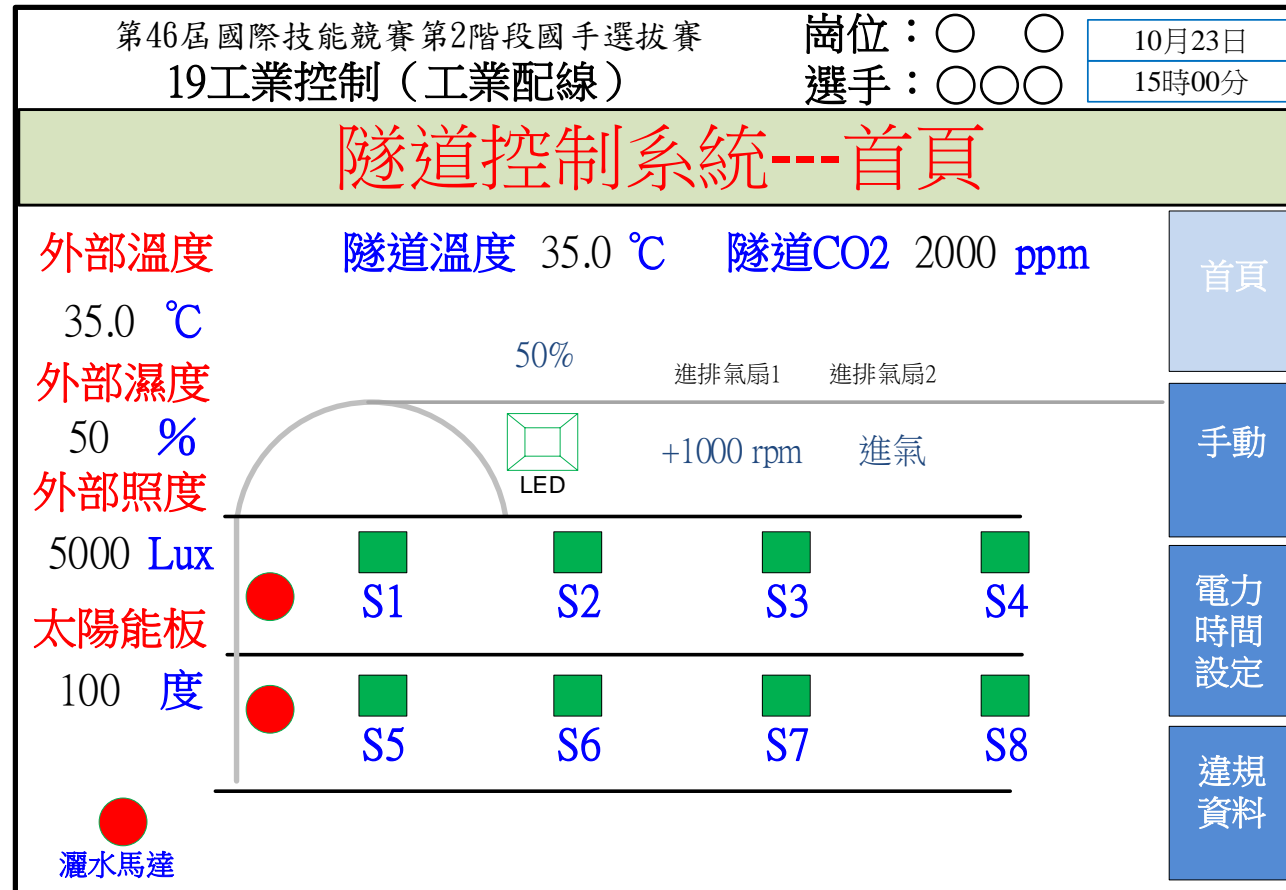 第46屆國際技能競賽第2階段國手選拔賽
19工業控制（工業配線）
崗位：○ ○
選手：○○○
10月23日
15時00分
隧道控制系統---首頁
外部溫度
35.0 ℃
外部濕度
50 %
外部照度
5000 Lux
太陽能板
100 度
隧道溫度 35.0 ℃ 隧道CO2 2000 ppm
50%
進排氣扇1 進排氣扇2
+1000 rpm 進氣
LED
S1 S2 S3 S4
S5 S6 S7 S8
灑水馬達
首頁
手動
電力
時間
設定
違規
資料